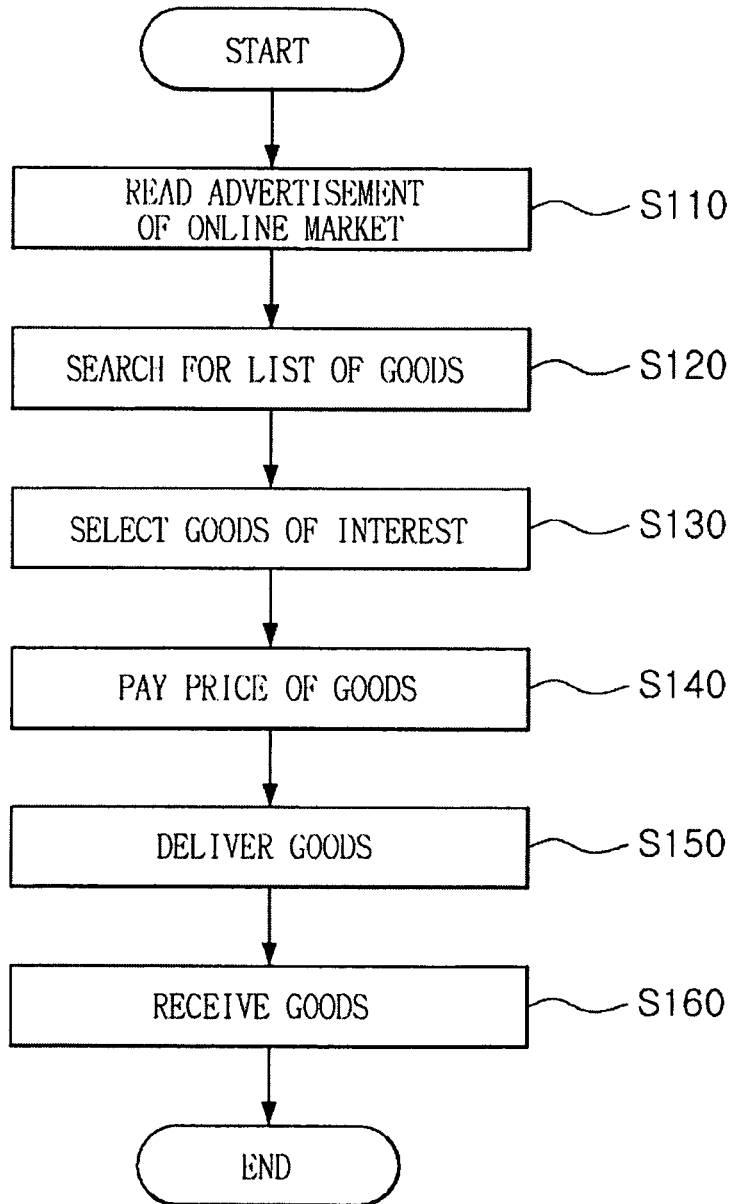 START
READ ADVERTISEMENT
OF ONLINE MARKET
S110
SEARCH FOR LIST OF GOODS
S120
SELECT GOODS OF INTEREST
S130
PAY PRICE OF GOODS
S140
DELIVER GOODS
S150
RECEIVE GOODS
S160
END